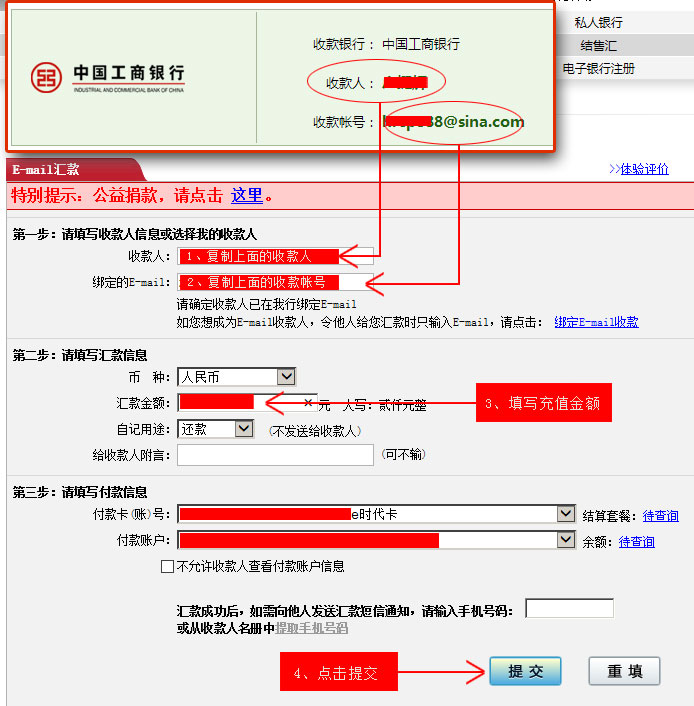 私人银行
结售汇
电子银行注册
中国工商银行
INDUSTRIAL AND COMMERCIAL BANK OF CHINA
收款银行： 中国工商银行
收款人：
收款帐号： 88@sina.com
E-mail汇款
>>体验评价
特别提示：公益捐款，请点击 这里。
第一步：请填写收款人信息或选择我的收款人
收款人： 1、复制上面的收款人
绑定的E-mail： 2、复制上面的收款帐号
请确定收款人已在我行绑定E-mail
如您想成为E-mail收款人，令他人给您汇款时只输入E-mail，请点击： 绑定E-mail收款
第二步：请填写汇款信息
币 种： 人民币
汇款金额： × 元 大写：贰仟元整
3、填写充值金额
自记用途： 还款 (不发送给收款人)
给收款人附言： (可不输)
第三步：请填写付款信息
付款卡(账)号： e时代卡 结算套餐：待查询
付款账户： 余额：待查询
不允许收款人查看付款账户信息
汇款成功后，如需向他人发送汇款短信通知，请输入手机号码：
或从收款人名册中提取手机号码
4、点击提交 提 交 重 填